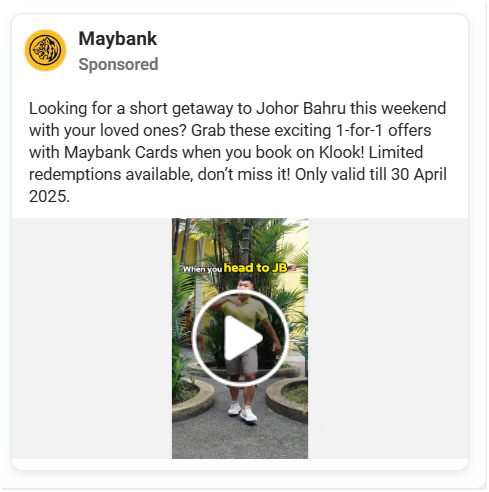 Maybank
Sponsored
Looking for a short getaway to Johor Bahru this weekend
with your loved ones? Grab these exciting 1-for-1 offers
with Maybank Cards when you book on Klook! Limited
redemptions available, don’t miss it! Only valid till 30 April
2025.
When you head to JB